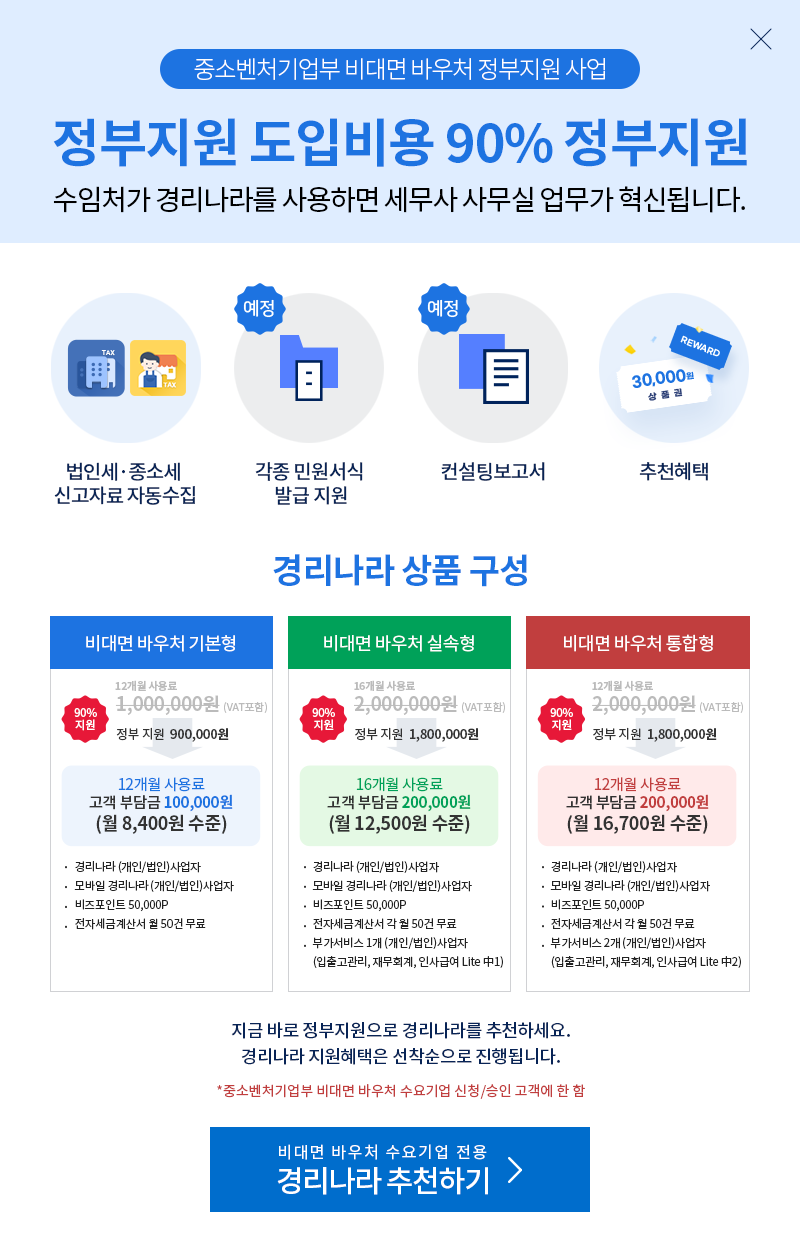 중소벤처기업부 비대면 바우처 정부지원 사업
정부지원 도입비용 90% 정부지원
수임처가 경리나라를 사용하면 세무사 사무실 업무가 혁신됩니다.
TAX
TAX
법인세·종소세
신고자료 자동수집
예정
각종 민원서식
발급 지원
예정
컨설팅보고서
REWARD
30,000원
상품권
추천혜택
경리나라 상품 구성
비대면 바우처 기본형
12개월 사용료
1,000,000원 (VAT포함)
90%
지원
정부 지원 900,000원
12개월 사용료
고객 부담금 100,000원
(월 8,400원 수준)
· 경리나라 (개인/법인)사업자
· 모바일 경리나라 (개인/법인)사업자
· 비즈포인트 50,000P
· 전자세금계산서 월 50건 무료
비대면 바우처 실속형
16개월 사용료
2,000,000원 (VAT포함)
90%
지원
정부 지원 1,800,000원
16개월 사용료
고객 부담금 200,000원
(월 12,500원 수준)
· 경리나라 (개인/법인)사업자
· 모바일 경리나라 (개인/법인)사업자
· 비즈포인트 50,000P
· 전자세금계산서 각 월 50건 무료
· 부가서비스 1개 (개인/법인)사업자
(입출고관리, 재무회계, 인사급여 Lite 中1)
비대면 바우처 통합형
12개월 사용료
2,000,000원 (VAT포함)
90%
지원
정부 지원 1,800,000원
12개월 사용료
고객 부담금 200,000원
(월 16,700원 수준)
· 경리나라 (개인/법인)사업자
· 모바일 경리나라 (개인/법인)사업자
· 비즈포인트 50,000P
· 전자세금계산서 각 월 50건 무료
· 부가서비스 2개 (개인/법인)사업자
(입출고관리, 재무회계, 인사급여 Lite 中2)
지금 바로 정부지원으로 경리나라를 추천하세요.
경리나라 지원혜택은 선착순으로 진행됩니다.
*중소벤처기업부 비대면 바우처 수요기업 신청/승인 고객에 한 함
비대면 바우처 수요기업 전용
경리나라 추천하기